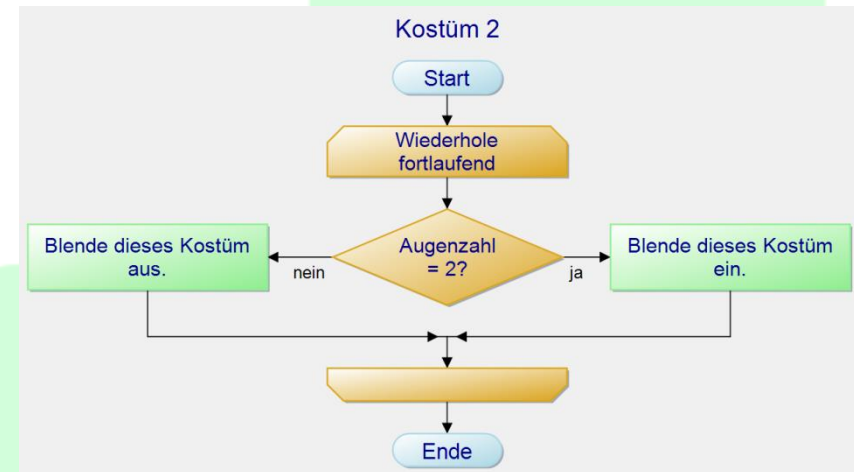 Kostüm 2
Start
Wiederhole
fortlaufend
Augenzahl
= 2?
nein
ja
Blende dieses Kostüm
aus.
Blende dieses Kostüm
ein.
Ende